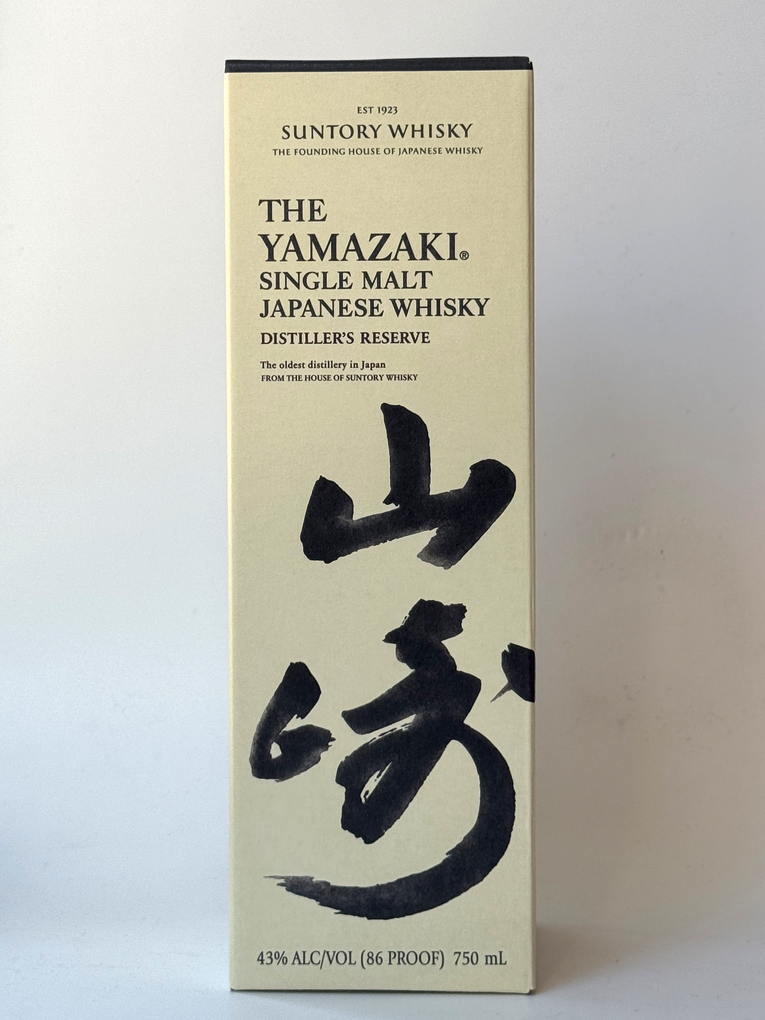 EST 1923
SUNTORY WHISKY
THE FOUNDING HOUSE OF JAPANESE WHISKY
THE
YAMAZAKI®
SINGLE MALT
JAPANESE WHISKY
DISTILLER'S RESERVE
The oldest distillery in Japan
FROM THE HOUSE OF SUNTORY WHISKY
山
崎
43% ALC/VOL (86 PROOF) 750 mL